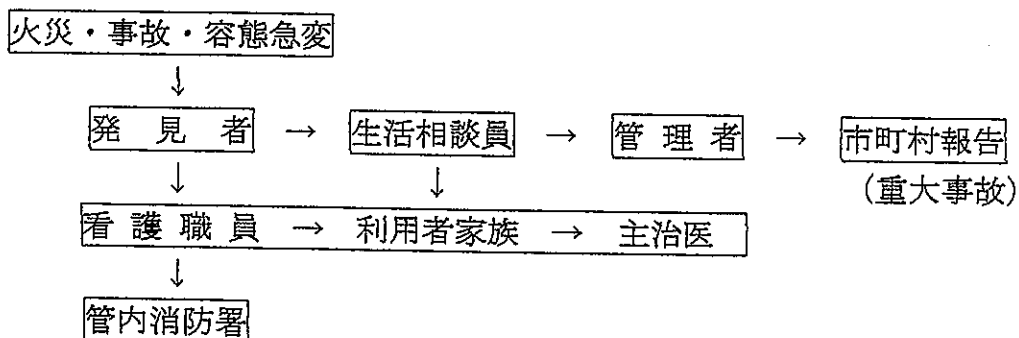 火災・事故・容態急変
↓
発見者 → 生活相談員 → 管理者 → 市町村報告
↓ ↓ (重大事故)
看護職員 → 利用者家族 → 主治医
↓
管内消防署